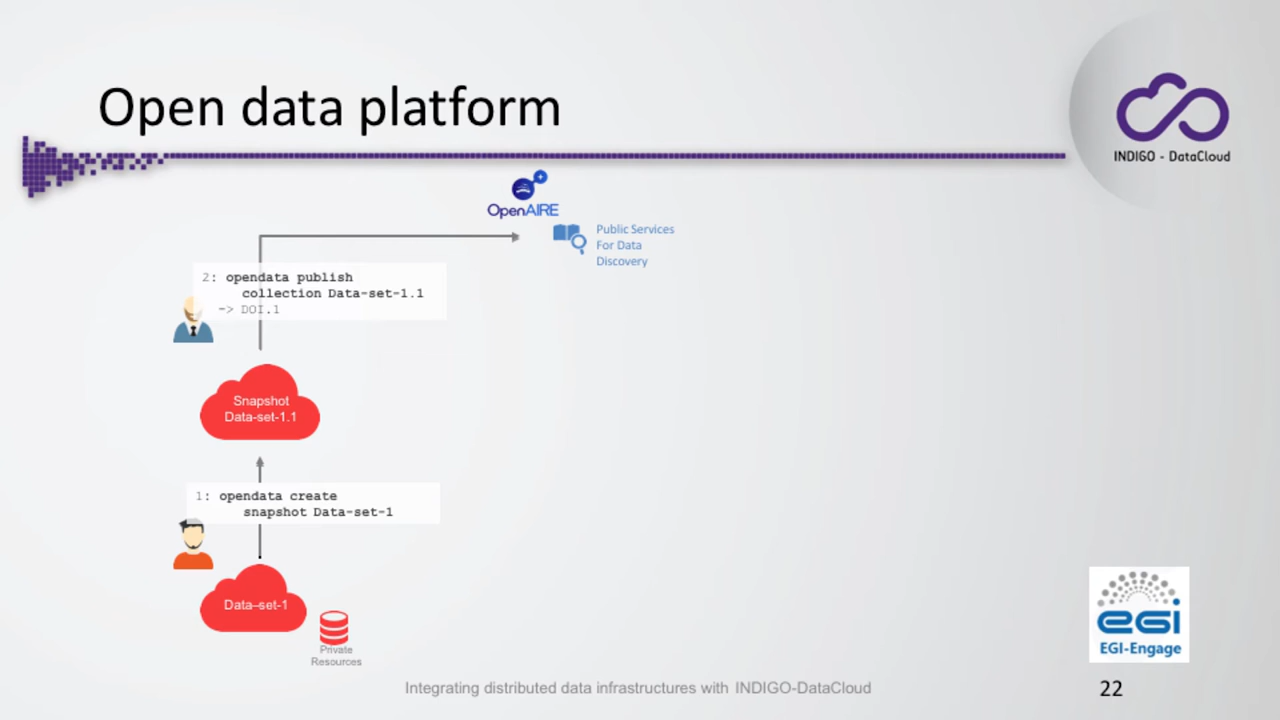 Open data platform
INDIGO - DataCloud
OpenAIRE
Public Services
For Data
Discovery
2: opendata publish
collection Data-set-1.1
-> DOI.1
Snapshot
Data-set-1.1
1: opendata create
snapshot Data-set-1
Data–set-1
Private
Resources
egi
EGI-Engage
Integrating distributed data infrastructures with INDIGO-DataCloud
22